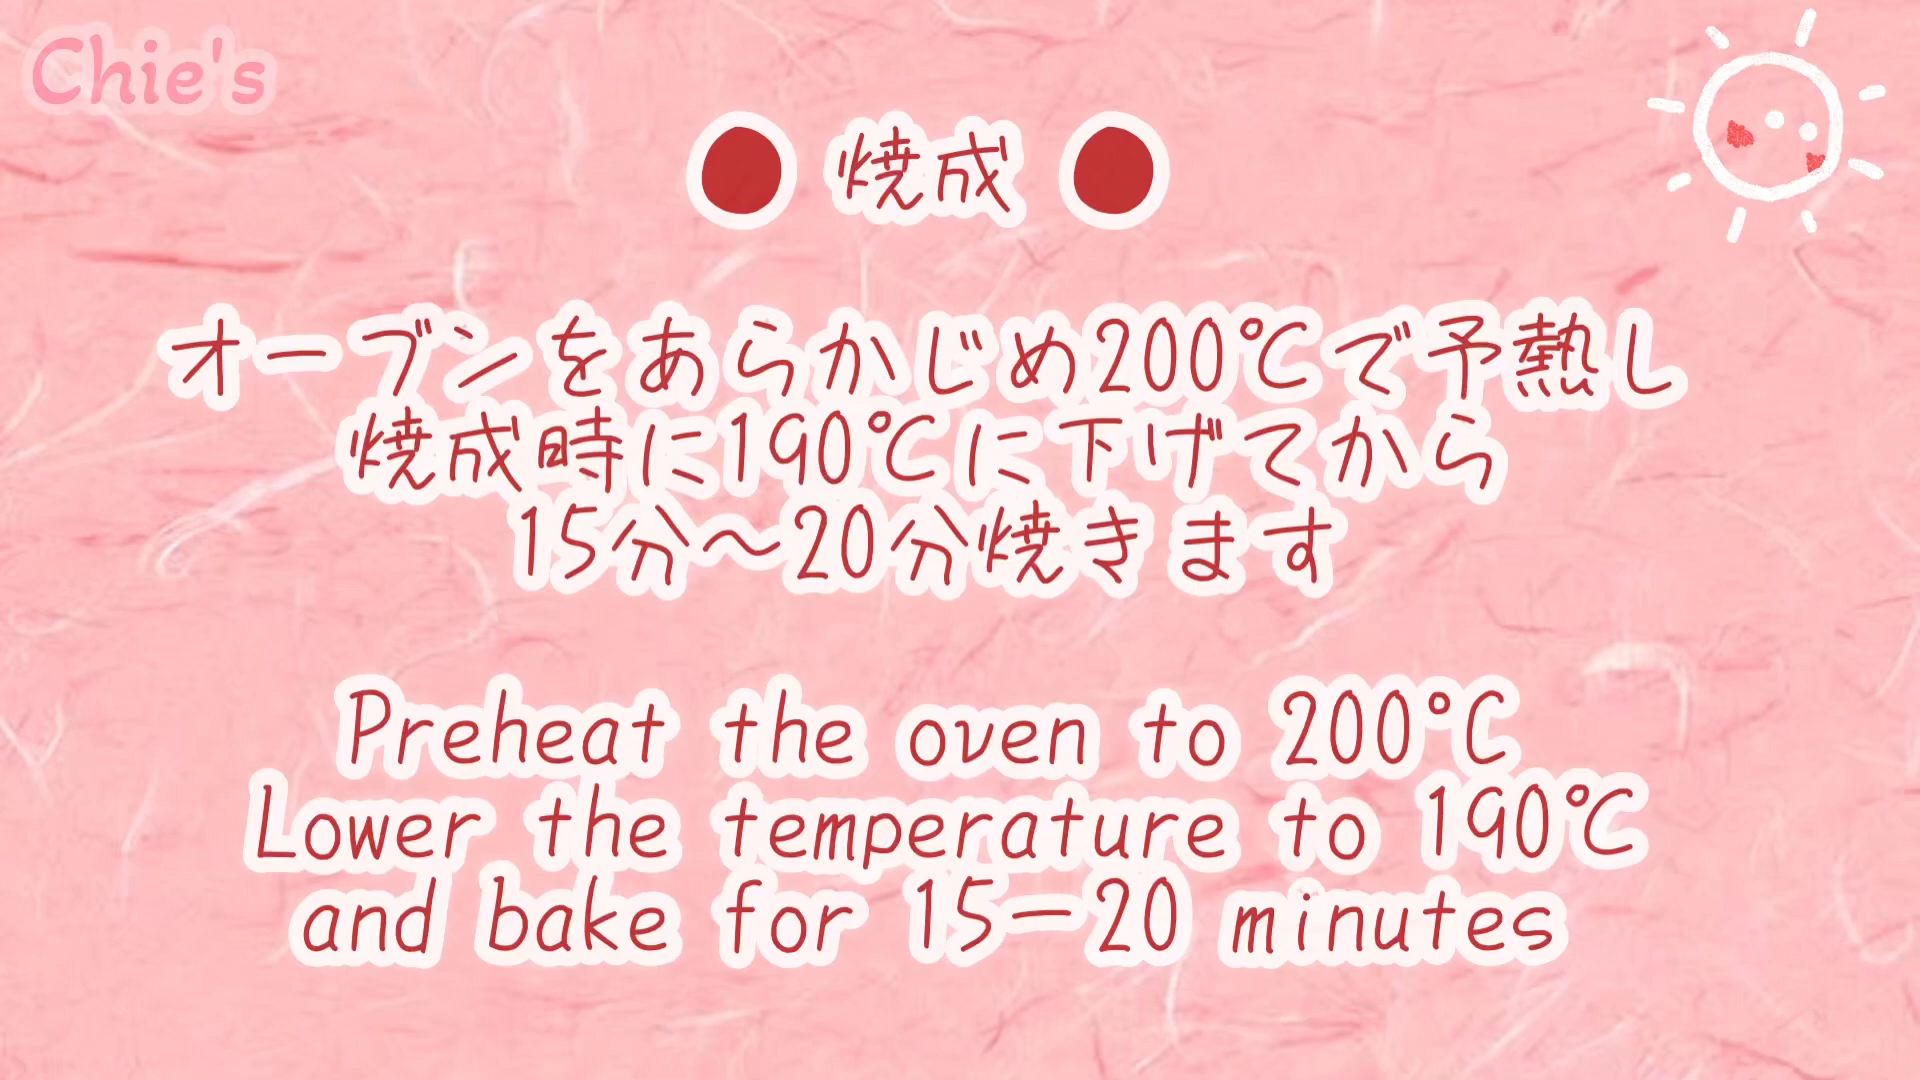 Chie's
● 焼成 ●
オーブンをあらかじめ200℃で予熱し
焼成時に190℃に下げてから
15分〜20分焼きます
Preheat the oven to 200°C
Lower the temperature to 190℃
and bake for 15ー20 minutes